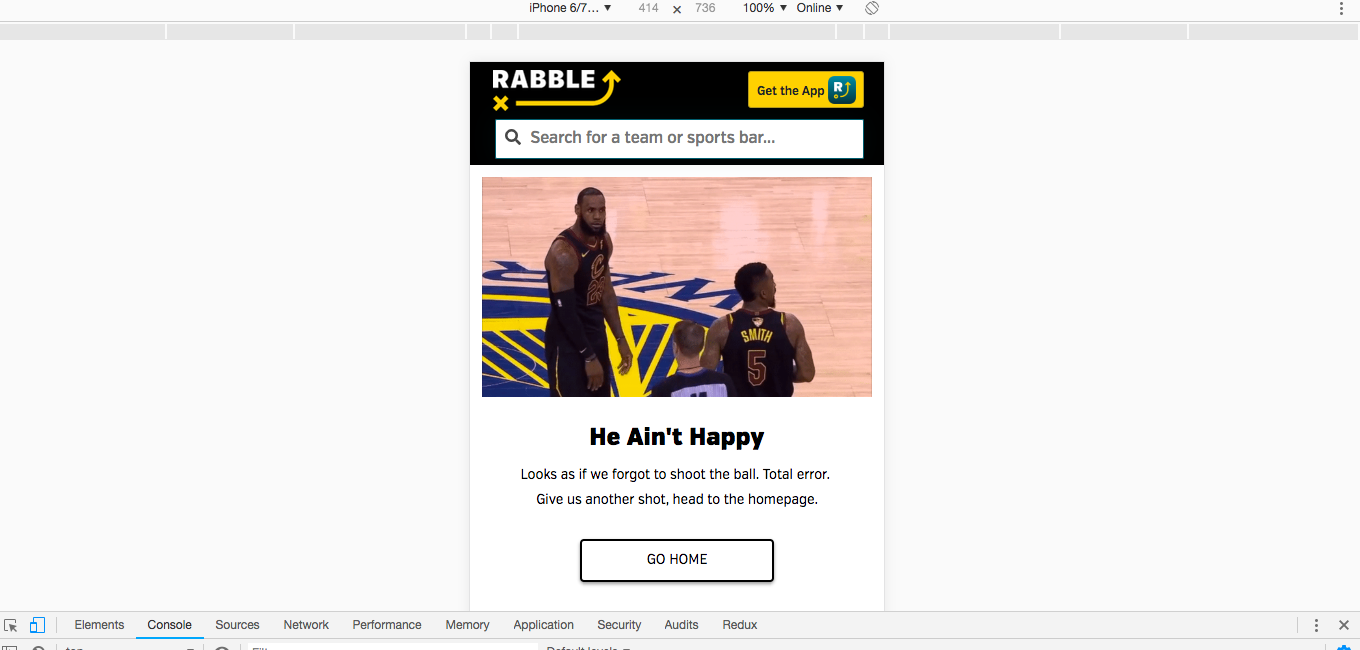 iPhone 6/7... ▼ 414 × 736 100% ▼ Online ▼
RABBLE
Get the App
R
Search for a team or sports bar...
C
23
SMITH
5
He Ain't Happy
Looks as if we forgot to shoot the ball. Total error.
Give us another shot, head to the homepage.
GO HOME
Elements Console Sources Network Performance Memory Application Security Audits Redux